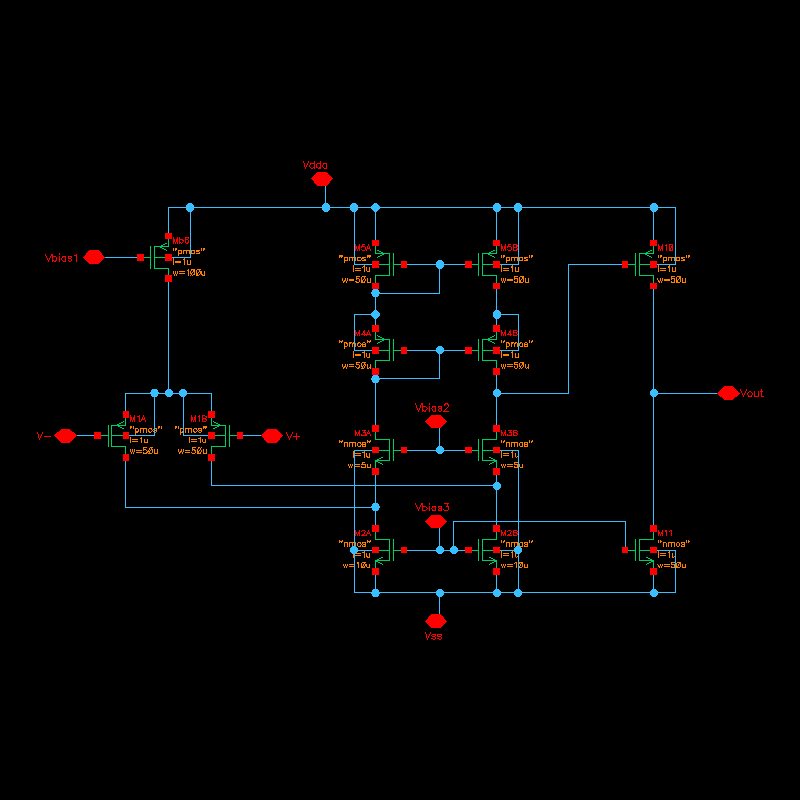 Vdda
M5B
"pmos"
l=1u
w=100u
Vbias1
M5A
"pmos"
l=1u
w=50u
M5B
"pmos"
l=1u
w=50u
M10
"pmos"
l=1u
w=50u
M4A
"pmos"
l=1u
w=50u
M4B
"pmos"
l=1u
w=50u
Vout
V-
M1A
"pmos"
l=1u
w=50u
M1B
"pmos"
l=1u
w=50u
V+
Vbias2
M3A
"nmos"
l=1u
w=5u
M3B
"nmos"
l=1u
w=5u
Vbias3
M2A
"nmos"
l=1u
w=10u
M2B
"nmos"
l=1u
w=10u
M11
"nmos"
l=1u
w=50u
Vss